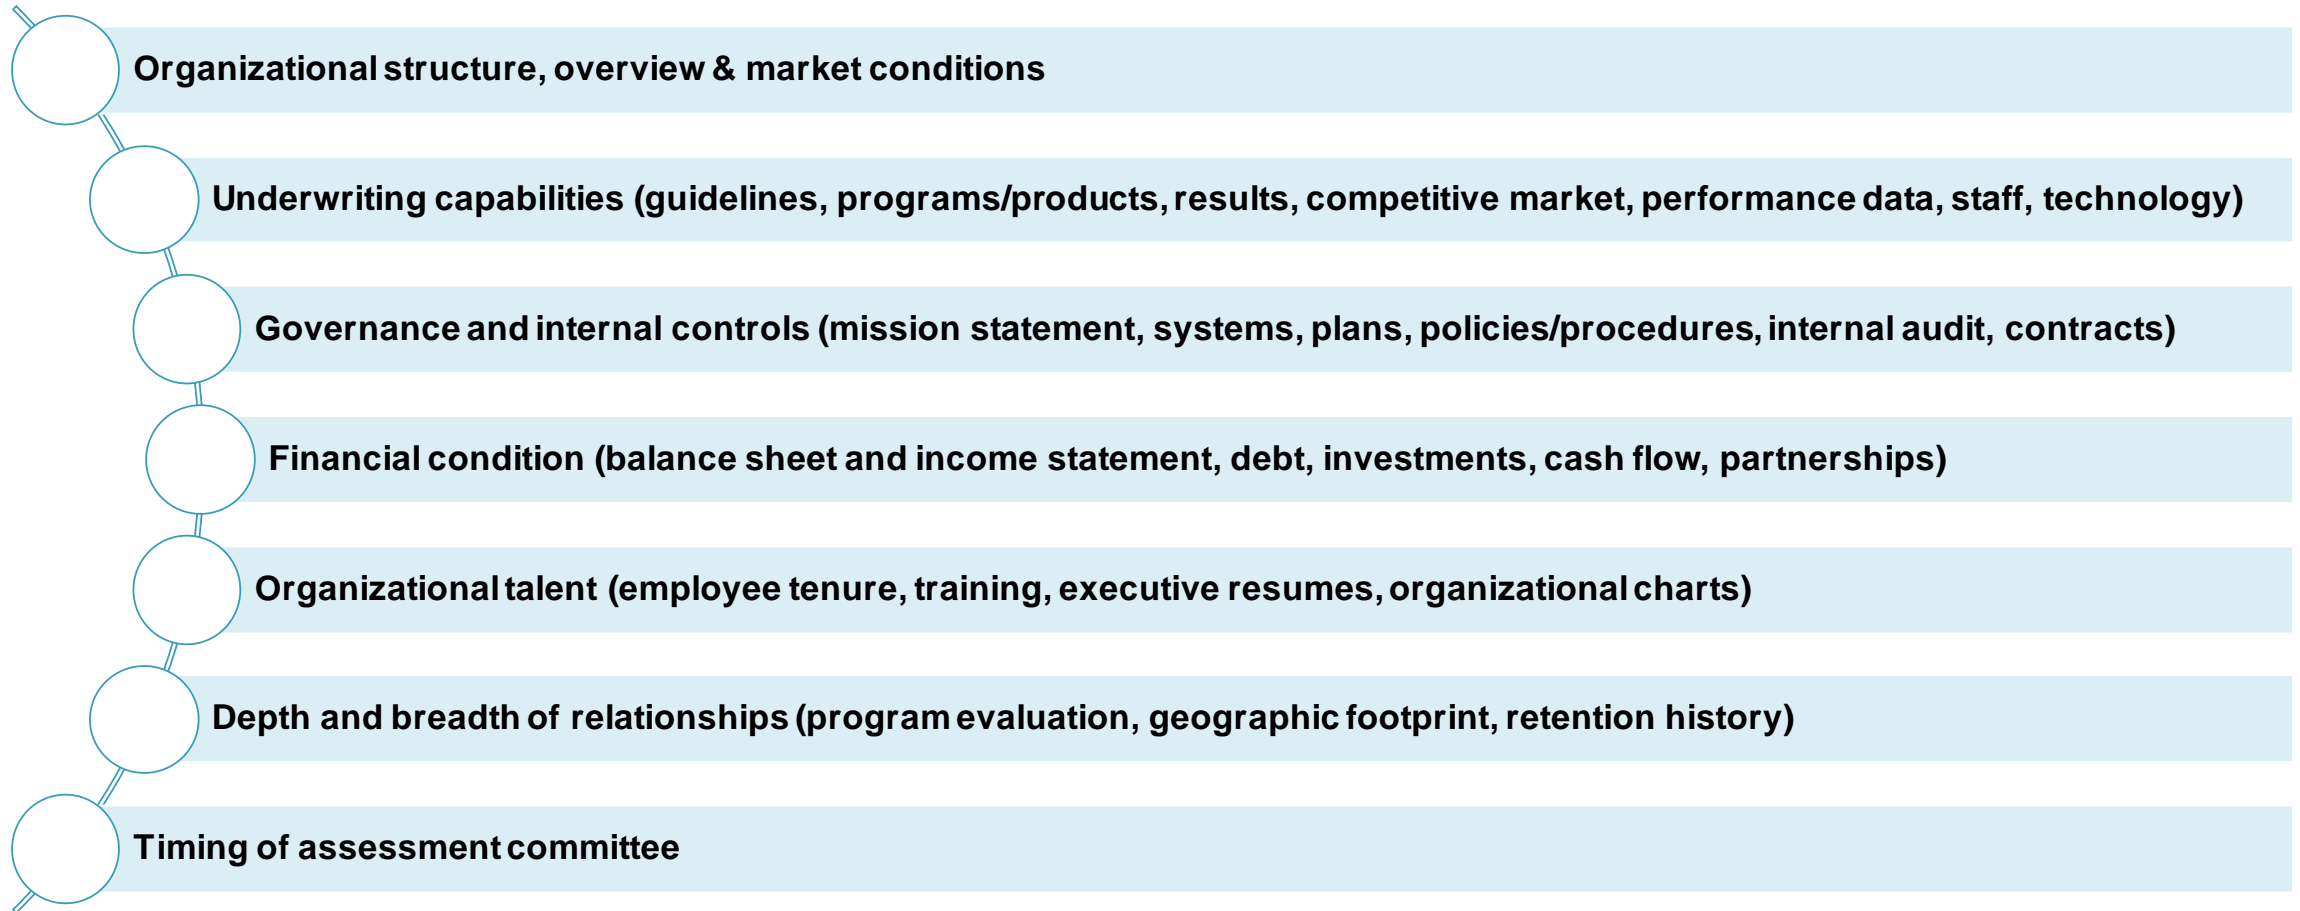 Organizational structure, overview & market conditions
Underwriting capabilities (guidelines, programs/products, results, competitive market, performance data, staff, technology)
Governance and internal controls (mission statement, systems, plans, policies/procedures, internal audit, contracts)
Financial condition (balance sheet and income statement, debt, investments, cash flow, partnerships)
Organizational talent (employee tenure, training, executive resumes, organizational charts)
Depth and breadth of relationships (program evaluation, geographic footprint, retention history)
Timing of assessment committee